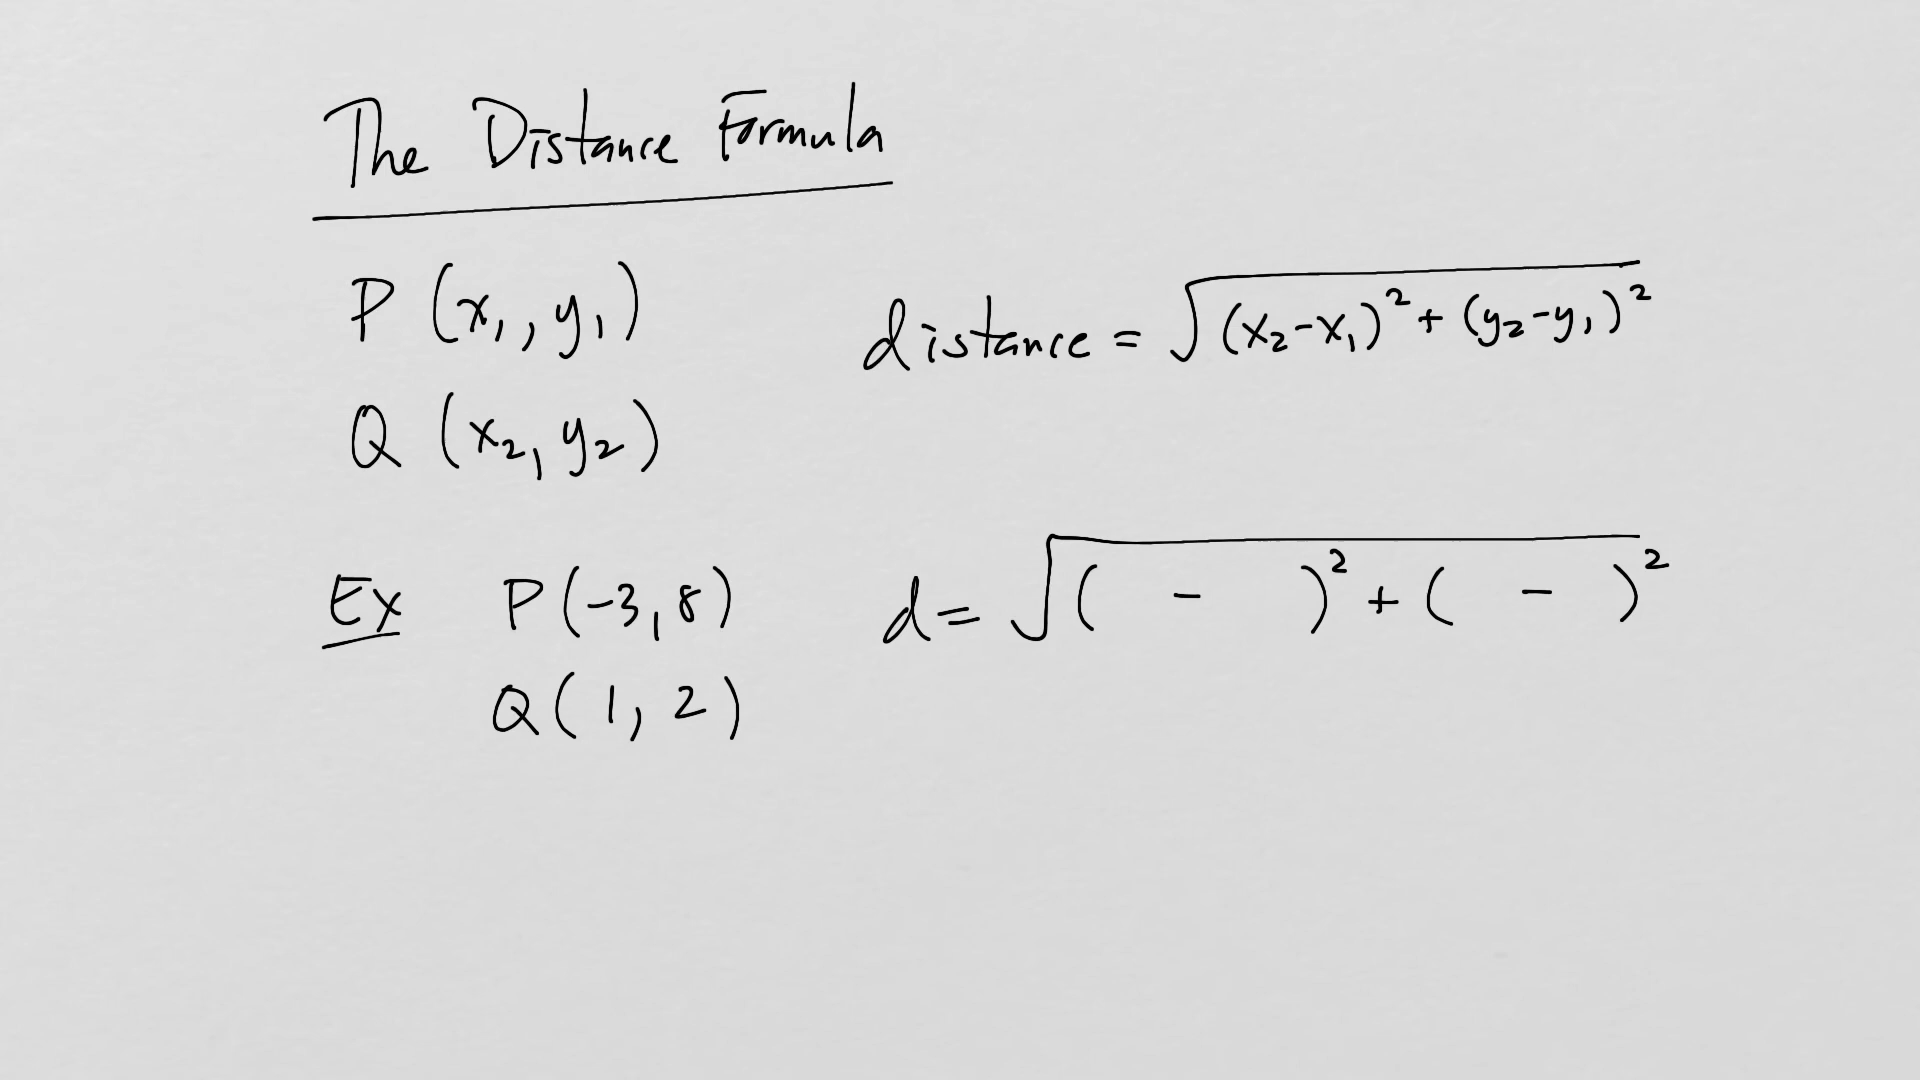 The Distance Formula
P (x₁, y₁)
distance = √((x₂-x₁)² + (y₂-y₁)²)
Q (x₂, y₂)
Ex P(-3, 8)
d = √(( - )² + ( - )²)
Q(1, 2)